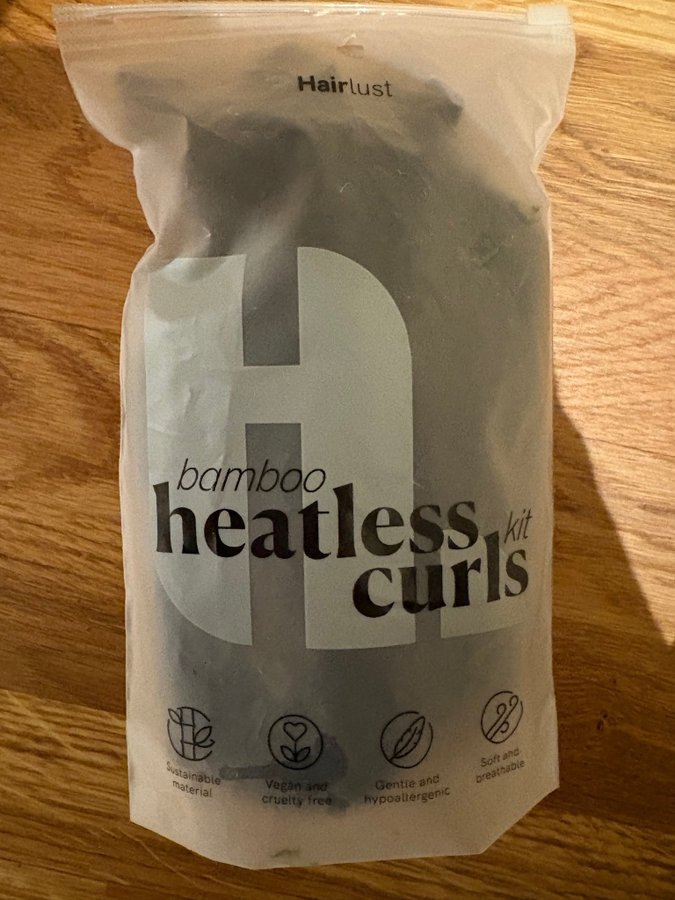 Hairlust
bamboo
heatless kit
curls
Sustainable
material
Vegan and
cruelty free
Gentle and
hypoallergenic
Soft and
breathable